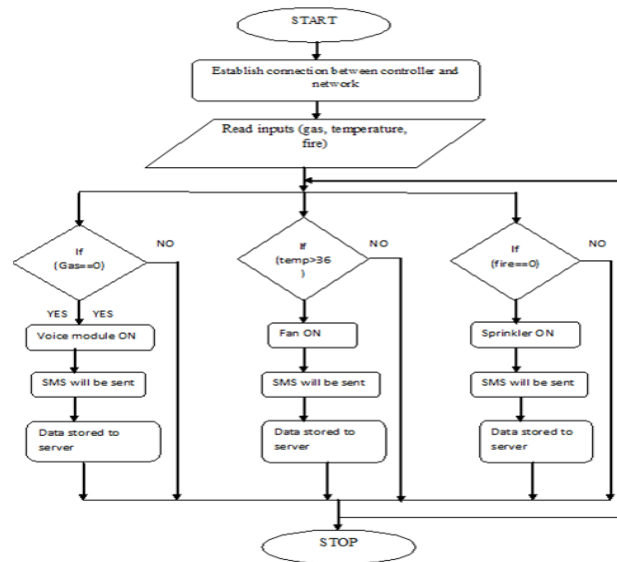 START
Establish connection between controller and
network
Read inputs (gas, temperature,
fire)
If
(Gas==0)
NO
If
(temp>36
)
NO
If
(fire==0)
NO
YES YES
Voice module ON
Fan ON
Sprinkler ON
SMS will be sent
SMS will be sent
SMS will be sent
Data stored to
server
Data stored to
server
Data stored to
server
STOP